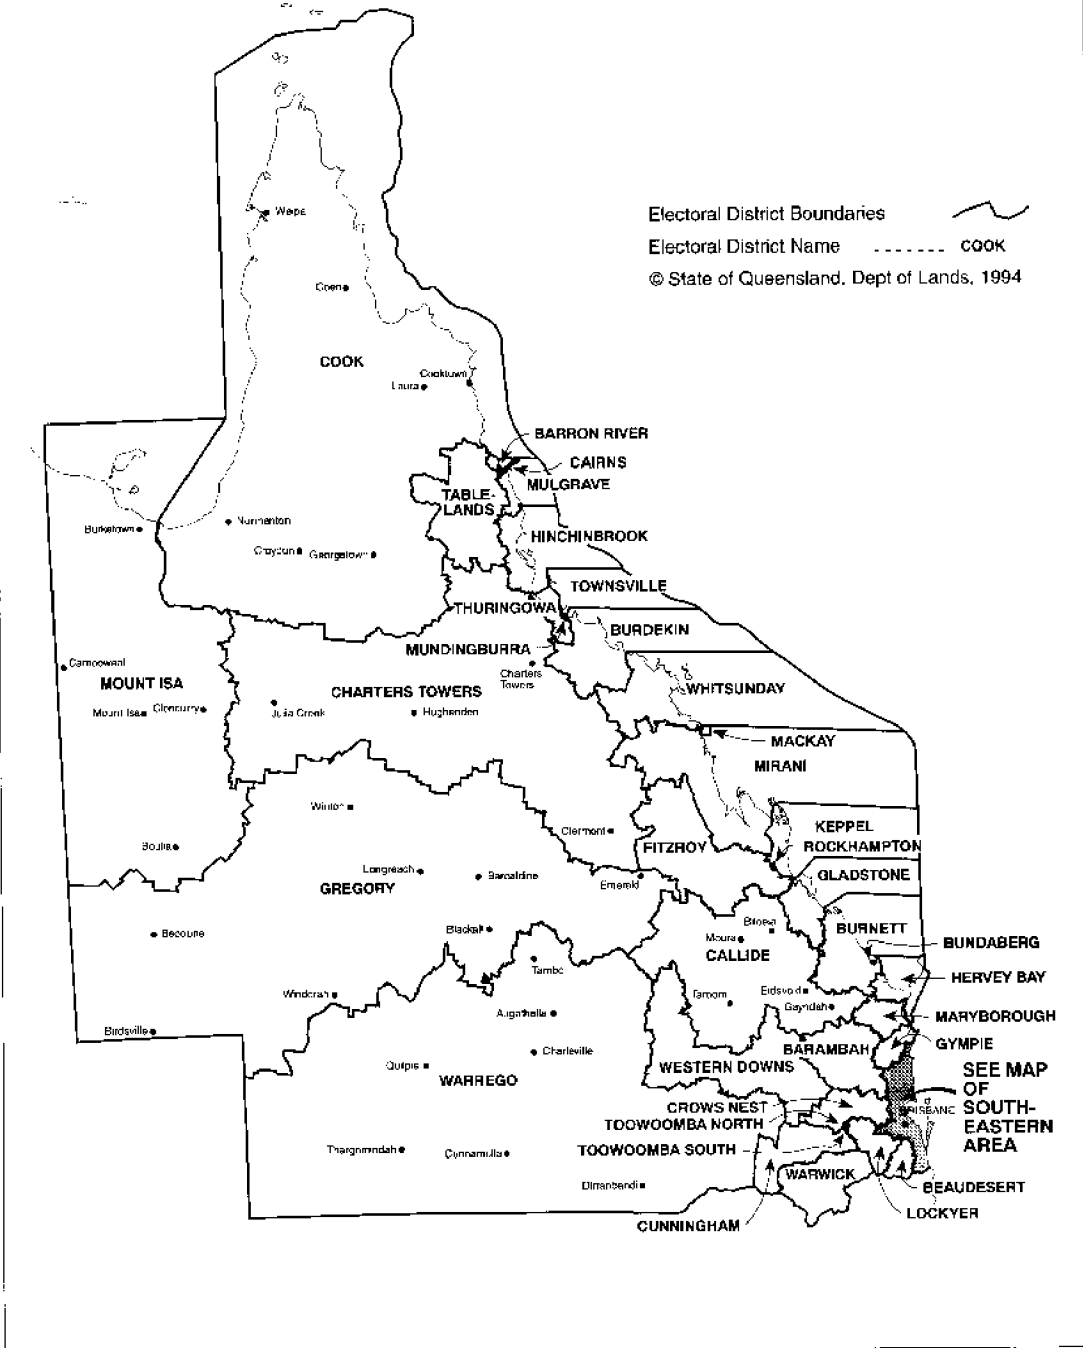 Weipa
Electoral District Boundaries
Electoral District Name COOK
© State of Queensland, Dept of Lands, 1994
Coen
COOK
Cooktown
Laura
BARRON RIVER
CAIRNS
MULGRAVE
TABLE-
LANDS
Burketown
Normanton
Croydon
Georgetown
HINCHINBROOK
TOWNSVILLE
THURINGOWA
BURDEKIN
MUNDINGBURRA
Camooweal
MOUNT ISA
Charters
Towers
CHARTERS TOWERS
WHITSUNDAY
Mount Isa
Cloncurry
Julia Creek
Hughenden
MACKAY
MIRANI
Winton
Clermont
KEPPEL
ROCKHAMPTON
FITZROY
Boulia
Longreach
Barcaldine
GREGORY
Emerald
GLADSTONE
Bedourie
Blackall
Biloela
Moura
BURNETT
CALLIDE
BUNDABERG
Tambo
HERVEY BAY
Windorah
Taroom
Eidsvold
Gayndah
Augathella
MARYBOROUGH
Birdsville
GYMPIE
Charleville
BARAMBAH
Quilpie
WARREGO
WESTERN DOWNS
SEE MAP
OF
SOUTH-
EASTERN
AREA
CROWS NEST
BRISBANE
TOOWOOMBA NORTH
Thargomindah
Cunnamulla
TOOWOOMBA SOUTH
WARWICK
Dirranbandi
BEAUDESERT
LOCKYER
CUNNINGHAM